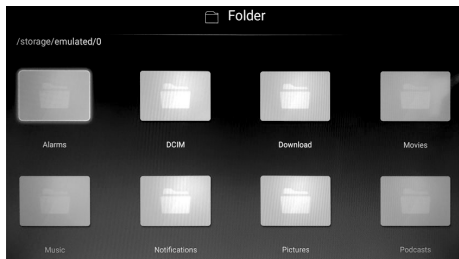 Folder
/storage/emulated/0
Alarms DCIM Download Movies
Music Notifications Pictures Podcasts